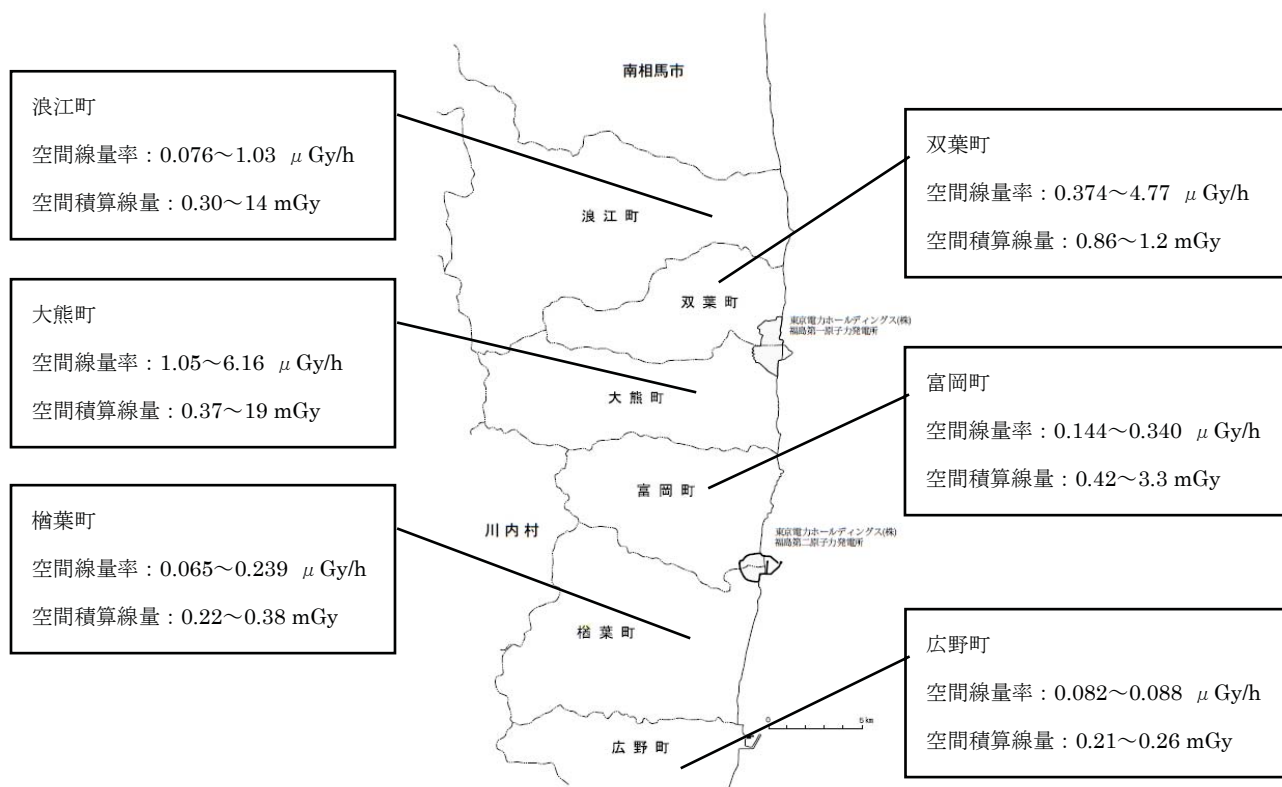 南相馬市
浪江町
空間線量率：0.076～1.03 μGy/h
空間積算線量：0.30～14 mGy
双葉町
空間線量率：0.374～4.77 μGy/h
空間積算線量：0.86～1.2 mGy
浪江町
大熊町
空間線量率：1.05～6.16 μGy/h
空間積算線量：0.37～19 mGy
双葉町
東京電力ホールディングス(株)
福島第一原子力発電所
大熊町
富岡町
空間線量率：0.144～0.340 μGy/h
空間積算線量：0.42～3.3 mGy
富岡町
楢葉町
空間線量率：0.065～0.239 μGy/h
空間積算線量：0.22～0.38 mGy
川内村
東京電力ホールディングス(株)
福島第二原子力発電所
楢葉町
広野町
空間線量率：0.082～0.088 μGy/h
空間積算線量：0.21～0.26 mGy
0
5km
広野町